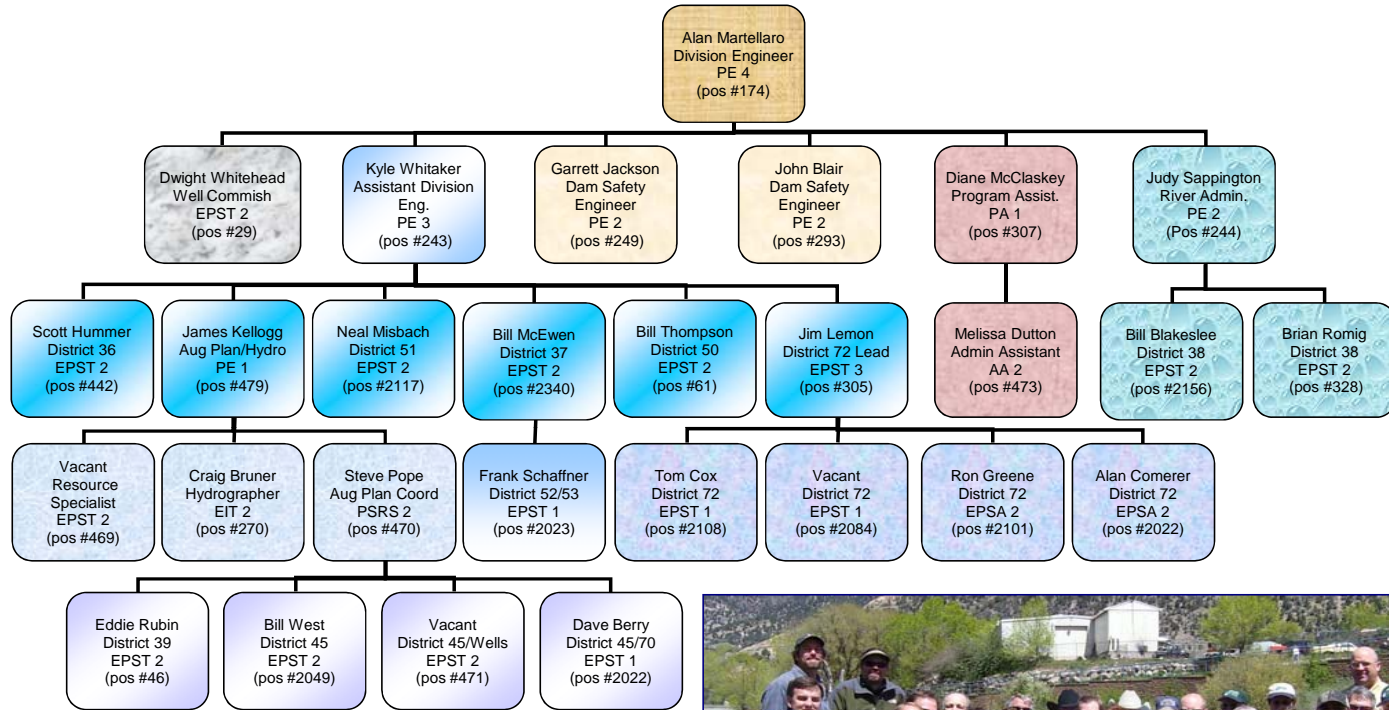 Alan Martellaro
Division Engineer
PE 4
(pos #174)
Dwight Whitehead
Well Commish
EPST 2
(pos #29)
Kyle Whitaker
Assistant Division
Eng.
PE 3
(pos #243)
Garrett Jackson
Dam Safety
Engineer
PE 2
(pos #249)
John Blair
Dam Safety
Engineer
PE 2
(pos #293)
Diane McClaskey
Program Assist.
PA 1
(pos #307)
Judy Sappington
River Admin.
PE 2
(Pos #244)
Scott Hummer
District 36
EPST 2
(pos #442)
James Kellogg
Aug Plan/Hydro
PE 1
(pos #479)
Neal Misbach
District 51
EPST 2
(pos #2117)
Bill McEwen
District 37
EPST 2
(pos #2340)
Bill Thompson
District 50
EPST 2
(pos #61)
Jim Lemon
District 72 Lead
EPST 3
(pos #305)
Melissa Dutton
Admin Assistant
AA 2
(pos #473)
Bill Blakeslee
District 38
EPST 2
(pos #2156)
Brian Romig
District 38
EPST 2
(pos #328)
Vacant
Resource
Specialist
EPST 2
(pos #469)
Craig Bruner
Hydrographer
EIT 2
(pos #270)
Steve Pope
Aug Plan Coord
PSRS 2
(pos #470)
Frank Schaffner
District 52/53
EPST 1
(pos #2023)
Tom Cox
District 72
EPST 1
(pos #2108)
Vacant
District 72
EPST 1
(pos #2084)
Ron Greene
District 72
EPSA 2
(pos #2101)
Alan Comerer
District 72
EPSA 2
(pos #2022)
Eddie Rubin
District 39
EPST 2
(pos #46)
Bill West
District 45
EPST 2
(pos #2049)
Vacant
District 45/Wells
EPST 2
(pos #471)
Dave Berry
District 45/70
EPST 1
(pos #2022)